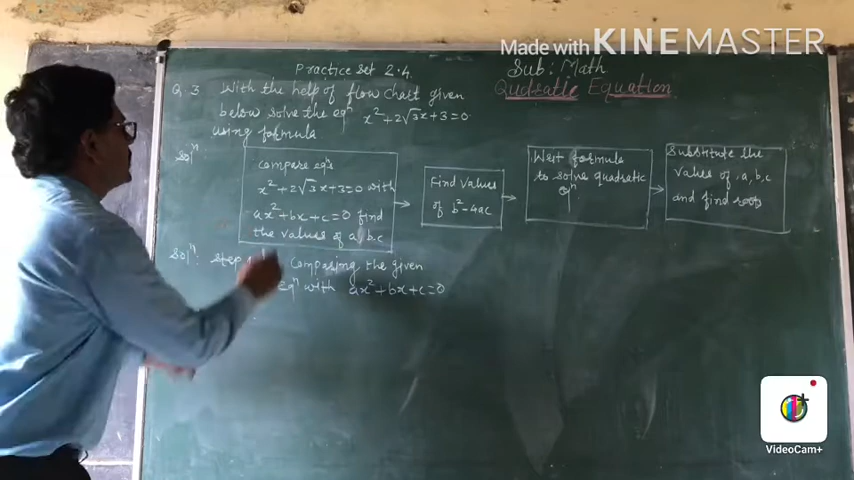 Made with KINEMASTER
Practice Set 2.4
Sub: Math
Quadratic Equation
Q.3 With the help of flow chart given
below solve the eqn x²+2√3x+3=0
using formula
soln
compare eqn
x²+2√3x+3=0 with
ax²+bx+c=0 find
the values of a,b,c
Find values
of b²-4ac
Writ formula
to solve quadratic
eqn
Substitute the
values of a,b,c
and find roots
soln: step
Comparing the given
eqn with ax²+bx+c=0
VideoCam+